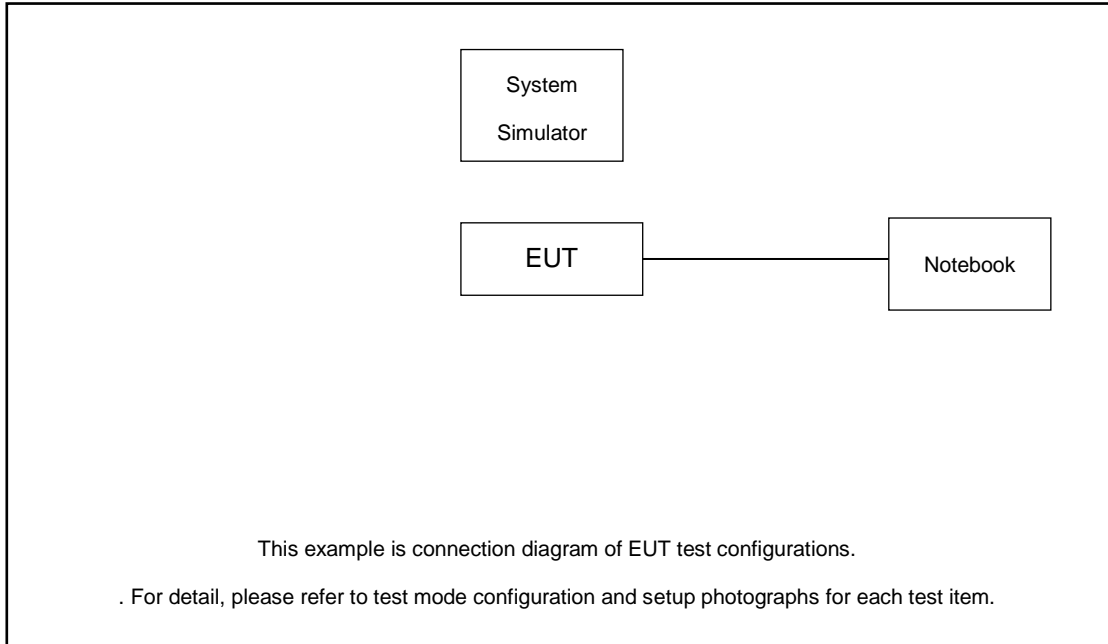 System
Simulator
EUT
Notebook
This example is connection diagram of EUT test configurations.
. For detail, please refer to test mode configuration and setup photographs for each test item.